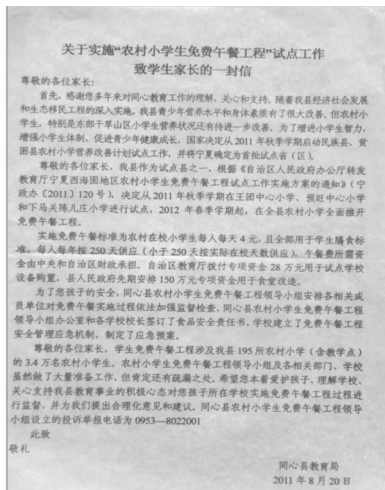 关于实施“农村小学生免费午餐工程”试点工作
致学生家长的一封信
尊敬的各位家长:
首先,感谢您多年来对同心教育工作的理解、关心和支持。随着我县经济社会发展
和生态移民工程的深入实施,我县青少年营养水平和身体素质有了很大改善,但农村小
学生,特别是东部干旱山区小学生营养状况还有待进一步改善。为了增进小学生智力,
增强小学生体制、促进青少年健康成长,国家决定从2011年秋季学期启动民族县、贫
困县农村小学营养改善计划试点工作,并将宁夏确定为首批试点省(区)。
尊敬的各位家长,我县作为试点县之一,根据《自治区人民政府办公厅转发
教育厅宁夏西海固地区农村小学生免费午餐工程试点工作实施方案的通知》(宁
政办〔2011〕120号),决定从2011年秋季学期在王团中心小学、预旺中心小学
和下马关陈儿庄小学进行试点,2012年春季学期起,在全县农村小学全面推开
免费午餐工程。
实施免费午餐标准为农村在校小学生每人每天4元,且全部用于学生膳食标
准。每人每年按250天供应(小于250天按实际在校天数供应),午餐费所需资
金由中央和自治区财政承担。自治区教育厅拨付专项资金28万元用于试点学校
设备购置、县人民政府先期安排150万元专项资金用于食堂改造。
为了您孩子的安全,同心县农村小学生免费午餐工程领导小组安排各相关成
员单位对免费午餐实施过程依法加强监督检查,同心县农村小学生免费午餐工程
领导小组办公室和各学校校长签订了食品安全责任书,学校建立了免费午餐工程
安全管理应急机制,制定了应急预案。
尊敬的各位家长,学生免费午餐工程涉及我县195所农村小学(含教学点)
的3.4万名农村小学生。农村小学生免费午餐工程领导小组及各相关部门、学校
虽然做了大量准备工作,但肯定还有疏漏之处。希望您本着爱护孩子、理解学校、
关心支持我县教育事业的积极心态对您孩子所在学校实施免费午餐工程过程进
行监督,并为我们提出合理化意见和建议。同心县农村小学生免费午餐工程领导
小组设立的投诉举报电话为0953—8022001
此致
敬礼
同心县教育局
2011年8月20日